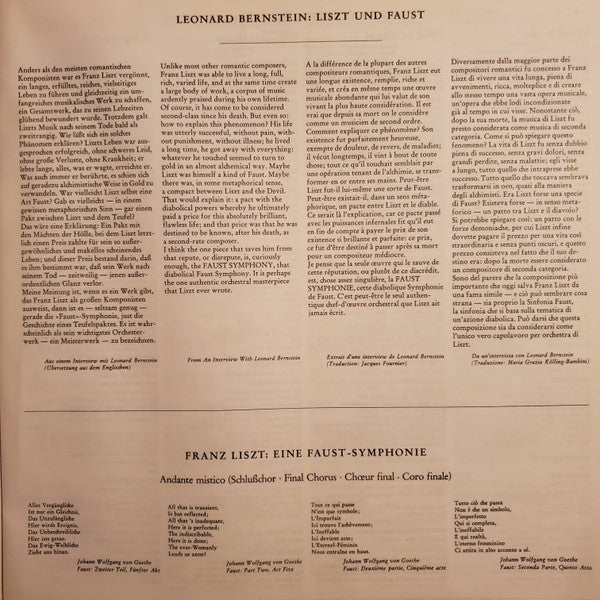 LEONARD BERNSTEIN: LISZT UND FAUST
Anders als den meisten romantischen
Komponisten war es Franz Liszt vergönnt,
ein langes, erfülltes, reiches, vielseitiges
Leben zu führen und gleichzeitig ein um-
fangreiches musikalisches Werk zu schaffen,
ein Gesamtwerk, das zu seinen Lebzeiten
glühend bewundert wurde. Trotzdem galt
Liszts Musik nach seinem Tode bald als
zweitrangig. Wie läßt sich ein solches
Phänomen erklären? Liszts Leben war aus-
gesprochen erfolgreich, ohne schweres Leid,
ohne große Verluste, ohne Krankheit; er
lebte lange, alles, was er wagte, erreichte er.
Was auch immer er berührte, es schien sich
auf geradezu alchimistische Weise in Gold zu
verwandeln. War vielleicht Liszt selbst eine
Art Faust? Gab es vielleicht — in einem
gewissen metaphorischen Sinn — gar einen
Pakt zwischen Liszt und dem Teufel?
Das wäre eine Erklärung: Ein Pakt mit
den Mächten der Hölle, bei dem Liszt letzt-
lich einen Preis zahlte für sein so außer-
gewöhnliches und makellos scheinendes
Leben; und dieser Preis bestand darin, daß
es ihm bestimmt war, daß sein Werk nach
seinem Tod — zeitweilig — jenen außer-
ordentlichen Glanz verlor.
Meine Meinung ist, wenn es ein Werk gibt,
das Franz Liszt als großen Komponisten
ausweist, dann ist es — seltsam genug —
gerade die »Faust«-Symphonie, just die
Geschichte eines Teufelspaktes. Es ist wahr-
scheinlich als sein wichtigstes Orchester-
werk — ein Meisterwerk — zu bezeichnen.
Aus einem Interview mit Leonard Bernstein
(Übersetzung aus dem Englischen)
Unlike most other romantic composers,
Franz Liszt was able to live a long, full,
rich, varied life, and at the same time create
a large body of work, a corpus of music
ardently praised during his own lifetime.
Of course, it has come to be considered
second-class since his death. But even so:
how to explain this phenomenon? His life
was utterly successful, without pain, with-
out punishment, without illness; he lived
a long time, he got away with everything:
whatever he touched seemed to turn to
gold in an almost alchemical way. Maybe
Liszt was himself a kind of Faust. Maybe
there was, in some metaphorical sense,
a compact between Liszt and the Devil.
That would explain it: a pact with the
diabolical powers whereby he ultimately
paid a price for this absolutely brilliant,
flawless life; and that price was that he was
destined to be known, after his death, as
a second-rate composer.
I think the one piece that saves him from
that repute, or disrepute, is, curiously
enough, the FAUST SYMPHONY, that
diabolical Faust Symphony. It is perhaps
the one authentic orchestral masterpiece
that Liszt ever wrote.
From An Interview With Leonard Bernstein
A la différence de la plupart des autres
compositeurs romantiques, Franz Liszt eut
une longue existence, remplie, riche et
variée, et créa en même temps un œuvre
musicale abondante qui lui valut de son
vivant la plus haute considération. Il est
vrai que depuis sa mort on le considère
comme un musicien de second ordre.
Comment expliquer ce phénomène? Son
existence fut parfaitement heureuse,
exempte de douleur, de revers, de maladies;
il vécut longtemps, il vint à bout de toute
chose; tout ce qu'il touchait semblait par
une opération tenant de l'alchimie, se trans-
former en or entre ses mains. Peut-être
Liszt fut-il lui-même une sorte de Faust.
Peut-être existait-il, dans un sens méta-
phorique, un pacte entre Liszt et le diable.
Ce serait là l'explication, car ce pacte passé
avec les puissances infernales fit qu'il eut
en fin de compte à payer le prix de son
existence si brillante et parfaite: ce prix,
ce fut d'être destiné à passer après sa mort
pour un compositeur médiocre.
Je pense que la seule œuvre qui le sauve de
cette réputation, ou plutôt de ce discrédit,
est, chose assez singulière, la FAUST
SYMPHONIE, cette diabolique Symphonie
de Faust. C'est peut-être le seul authen-
tique chef-d'œuvre orchestral que Liszt ait
jamais écrit.
Extrait d'une interview de Leonard Bernstein
(Traduction: Jacques Fournier)
Diversamente dalla maggior parte dei
compositori romantici fu concesso a Franz
Liszt di vivere una vita lunga, piena di
avvenimenti, ricca, molteplice e di creare
allo stesso tempo una vasta opera musicale,
un'opera che ebbe lodi incondizionate
già al tempo in cui visse. Nonostante ciò,
dopo la sua morte, la musica di Liszt fu
presto considerata come musica di seconda
categoria. Come si può spiegare questo
fenomeno? La vita di Liszt fu senza dubbio
piena di successo, senza gravi dolori, senza
grandi perdite, senza malattie; egli visse
a lungo, tutto quello che intraprese ebbe
successo. Tutto quello che toccava sembrava
trasformarsi in oro, quasi alla maniera
degli alchimisti. Era Liszt forse una specie
di Faust? Esisteva forse — in senso meta-
forico — un patto tra Liszt e il diavolo?
Si potrebbe spiegare così: un patto con le
forze demoniache, per cui Liszt infine
dovette pagare il prezzo per una vita così
straordinaria e senza punti oscuri, e questo
prezzo consisteva nel fatto che il suo de-
stino era: dopo la morte essere considerato
un compositore di seconda categoria.
Sono del parere che la composizione più
importante che oggi salva Franz Liszt da
una fama simile — e ciò può sembrare cosa
strana — sia proprio la Sinfonia Faust,
la sinfonia che si basa sulla tematica di
un'azione diabolica. Può darsi che questa
composizione sia da considerarsi come
l'unico vero capolavoro per orchestra di
Liszt.
Da un'intervista con Leonard Bernstein
(Traduzione: Maria Grazia Kölling-Bambini)
FRANZ LISZT: EINE FAUST-SYMPHONIE
Andante mistico (Schlußchor · Final Chorus · Chœur final · Coro finale)
Alles Vergängliche
Ist nur ein Gleichnis,
Das Unzulängliche
Hier wirds Ereignis,
Das Unbeschreibliche
Hier ists getan.
Das Ewig-Weibliche
Zieht uns hinan.
Johann Wolfgang von Goethe
Faust: Zweiter Teil, Fünfter Akt
All that is transient,
Is but reflected;
All that 's inadequate,
Here it is perfected;
The indiscribable,
Here it is done;
The ever-Womanly
Leads us anon!
Johann Wolfgang von Goethe
Faust: Part Two, Act Five
Tout ce qui passe
N'est que symbole;
L'Imparfait
Ici trouve l'achèvement;
L'Ineffable
Ici devient acte;
L'Eternel-Féminin
Nous entraîne en haut.
Johann Wolfgang von Goethe
Faust: Deuxième partie, Cinquième acte
Tutto ciò che passa
Non è che un simbolo,
L'imperfetto
Qui si completa,
L'ineffabile
È qui realtà,
L'eterno femminino
Ci attira in alto accanto a sé.
Johann Wolfgang von Goethe
Faust: Seconda Parte, Quinto Atto